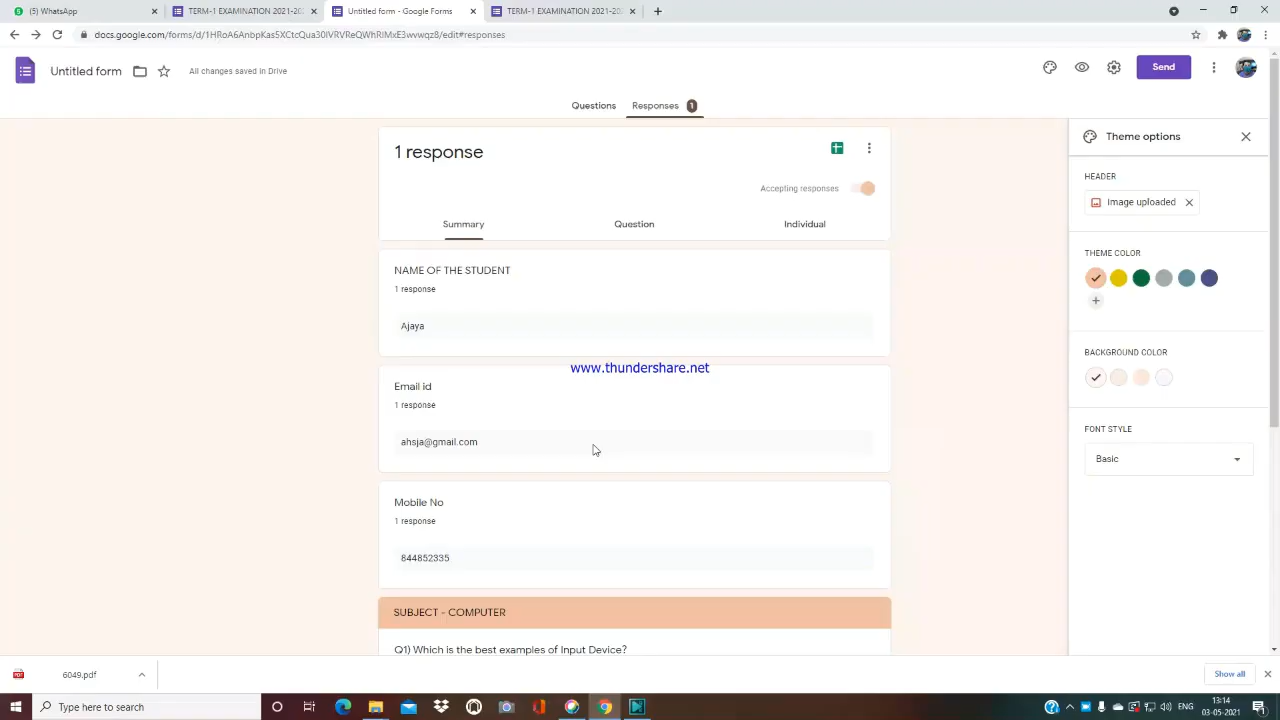 (5) WhatsApp
TERM-1 EXAMINATION 2021-202
Untitled form - Google Forms
TERM-1 EXAMINATION 2021-202
docs.google.com/forms/d/1HRoA6AnbpKas5XCtcQua30IVRVReQWhRlMxE3wvwqz8/edit#responses
Untitled form
All changes saved in Drive
Send
Questions
Responses 1
1 response
Accepting responses
Summary
Question
Individual
NAME OF THE STUDENT
1 response
Ajaya
www.thundershare.net
Email id
1 response
ahsja@gmail.com
Mobile No
1 response
844852335
SUBJECT - COMPUTER
Q1) Which is the best examples of Input Device?
Theme options
HEADER
Image uploaded
THEME COLOR
BACKGROUND COLOR
FONT STYLE
Basic
PDF
6049.pdf
Show all
Type here to search
13:14
03-05-2021